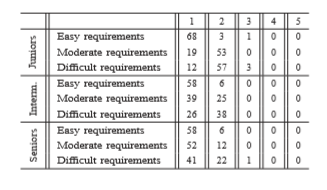 1 2 3 4 5
Juniors
Easy requirements 68 3 1 0 0
Moderate requirements 19 53 0 0 0
Difficult requirements 12 57 3 0 0
Interm.
Easy requirements 58 6 0 0 0
Moderate requirements 39 25 0 0 0
Difficult requirements 26 38 0 0 0
Seniors
Easy requirements 58 6 0 0 0
Moderate requirements 52 12 0 0 0
Difficult requirements 41 22 1 0 0